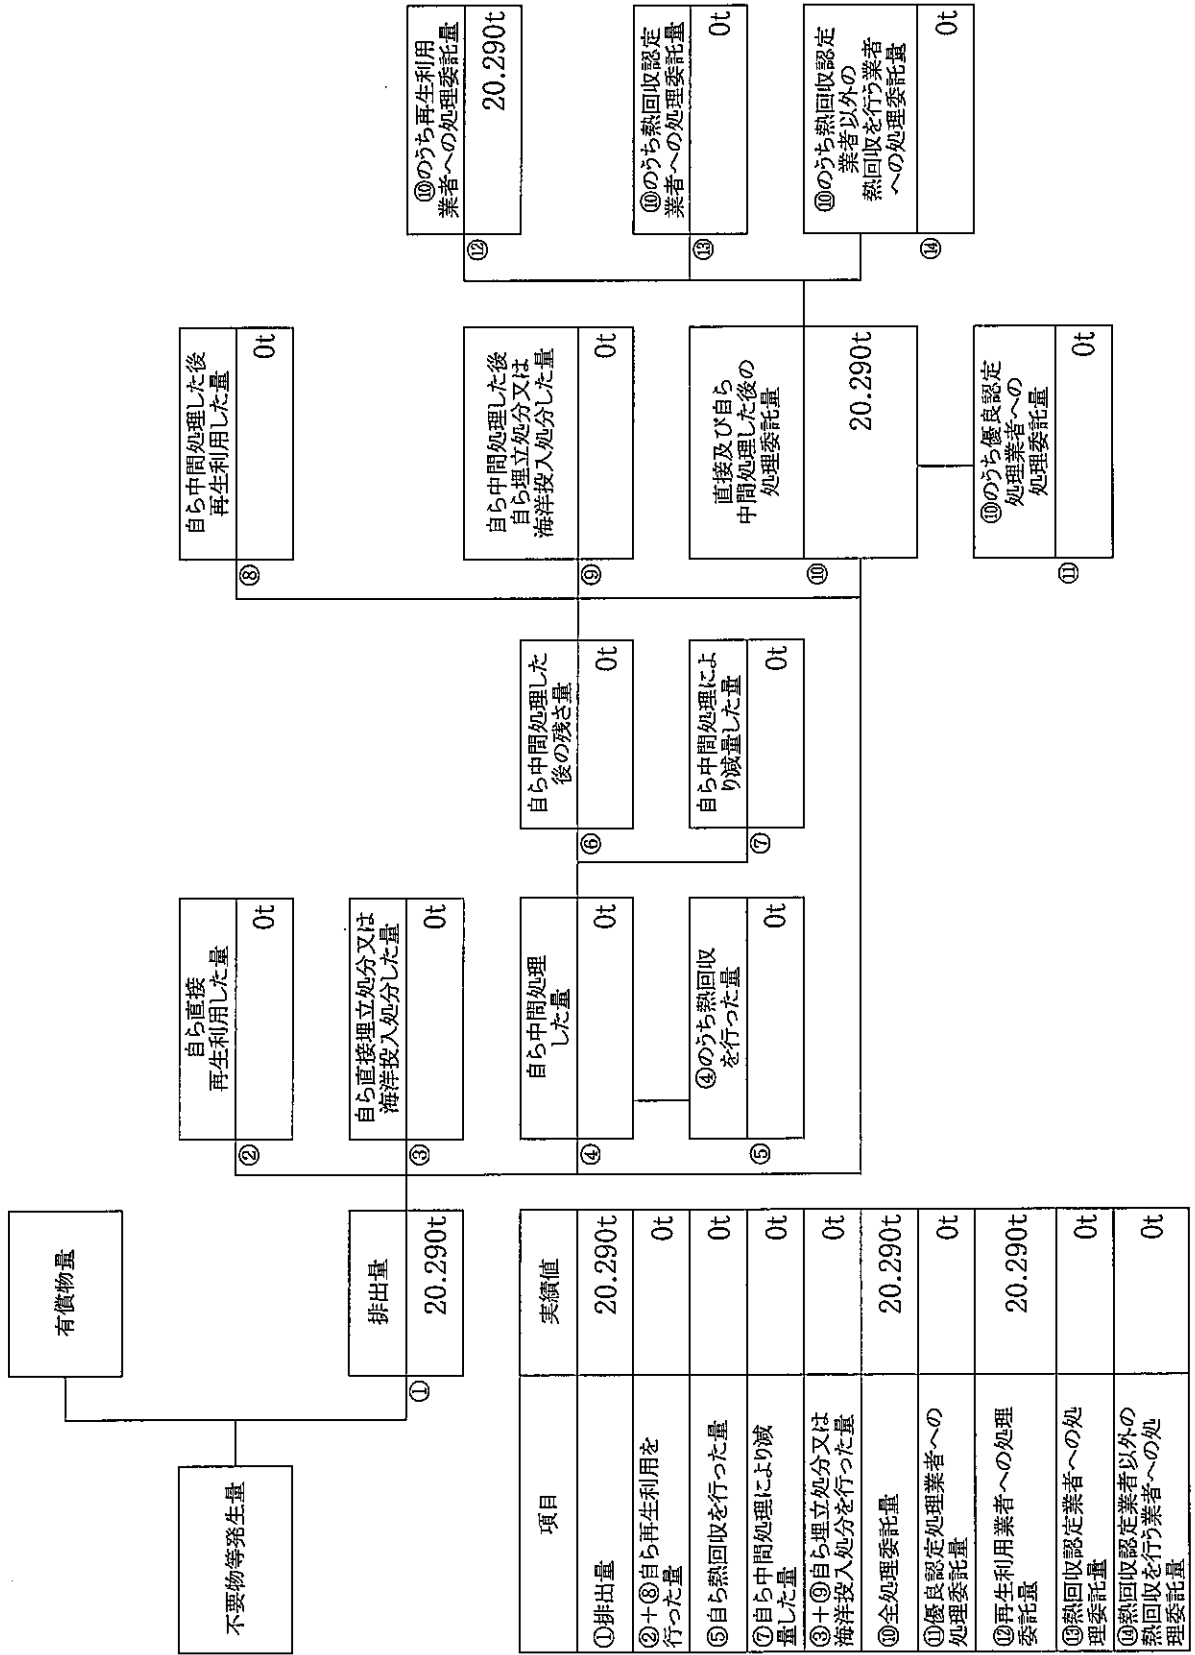 不要物等発生量
有償物量
①
排出量
20.290t
②
自ら直接
再生利用した量
0t
③
自ら直接埋立処分又は
海洋投入処分した量
0t
④
自ら中間処理
した量
0t
⑤
④のうち熱回収
を行った量
0t
⑥
自ら中間処理した
後の残さ量
0t
⑦
自ら中間処理によ
り減量した量
0t
⑧
自ら中間処理した後
再生利用した量
0t
⑨
自ら中間処理した後
自ら埋立処分又は
海洋投入処分した量
0t
⑩
直接及び自ら
中間処理した後の
処理委託量
20.290t
⑪
⑩のうち優良認定
処理業者への
処理委託量
0t
⑫
⑩のうち再生利用
業者への処理委託量
20.290t
⑬
⑩のうち熱回収認定
業者への処理委託量
0t
⑭
⑩のうち熱回収認定
業者以外の
熱回収を行う業者
への処理委託量
0t
項目 実績値
①排出量 20.290t
②+⑧自ら再生利用を
行った量 0t
⑤自ら熱回収を行った量 0t
⑦自ら中間処理により減
量した量 0t
③+⑨自ら埋立処分又は
海洋投入処分を行った量 0t
⑩全処理委託量 20.290t
⑪優良認定処理業者への
処理委託量 0t
⑫再生利用業者への処理
委託量 20.290t
⑬熱回収認定業者への処
理委託量 0t
⑭熱回収認定業者以外の
熱回収を行う業者への処
理委託量 0t